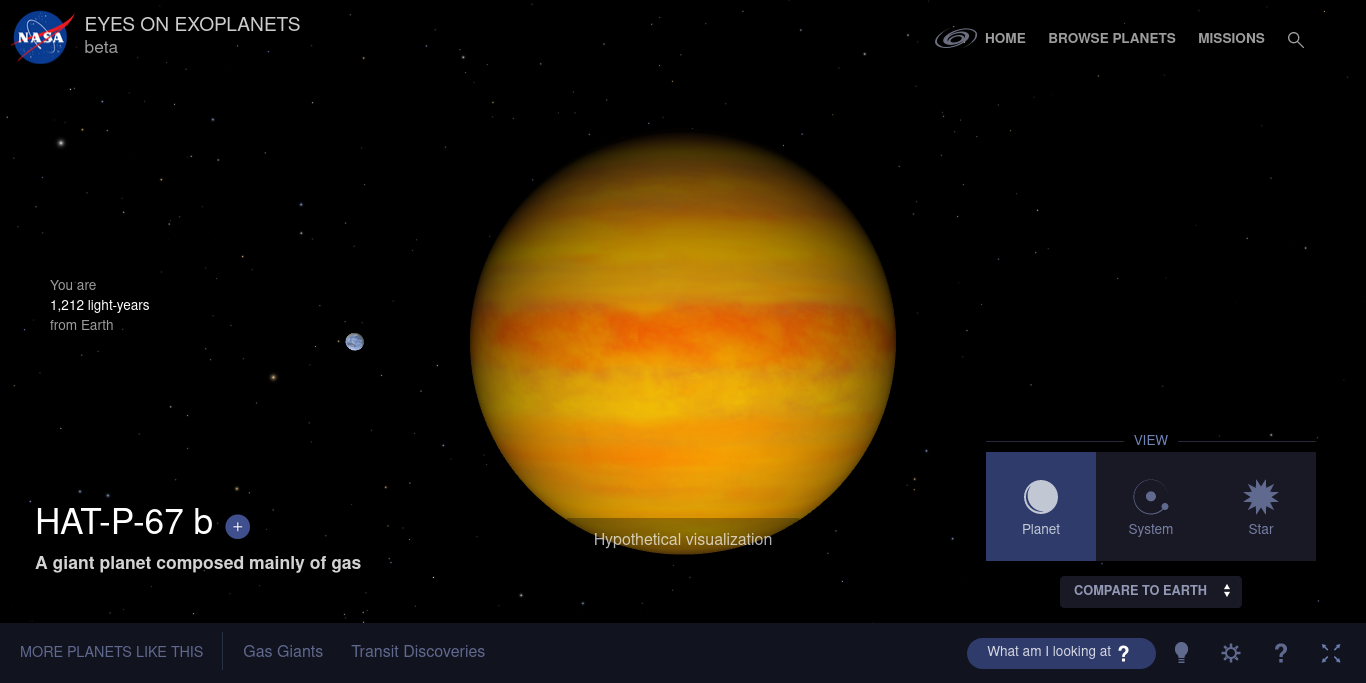 NASA
EYES ON EXOPLANETS
beta
HOME
BROWSE PLANETS
MISSIONS
You are
1,212 light-years
from Earth
HAT-P-67 b +
A giant planet composed mainly of gas
Hypothetical visualization
VIEW
Planet
System
Star
COMPARE TO EARTH
MORE PLANETS LIKE THIS
Gas Giants
Transit Discoveries
What am I looking at ?
?